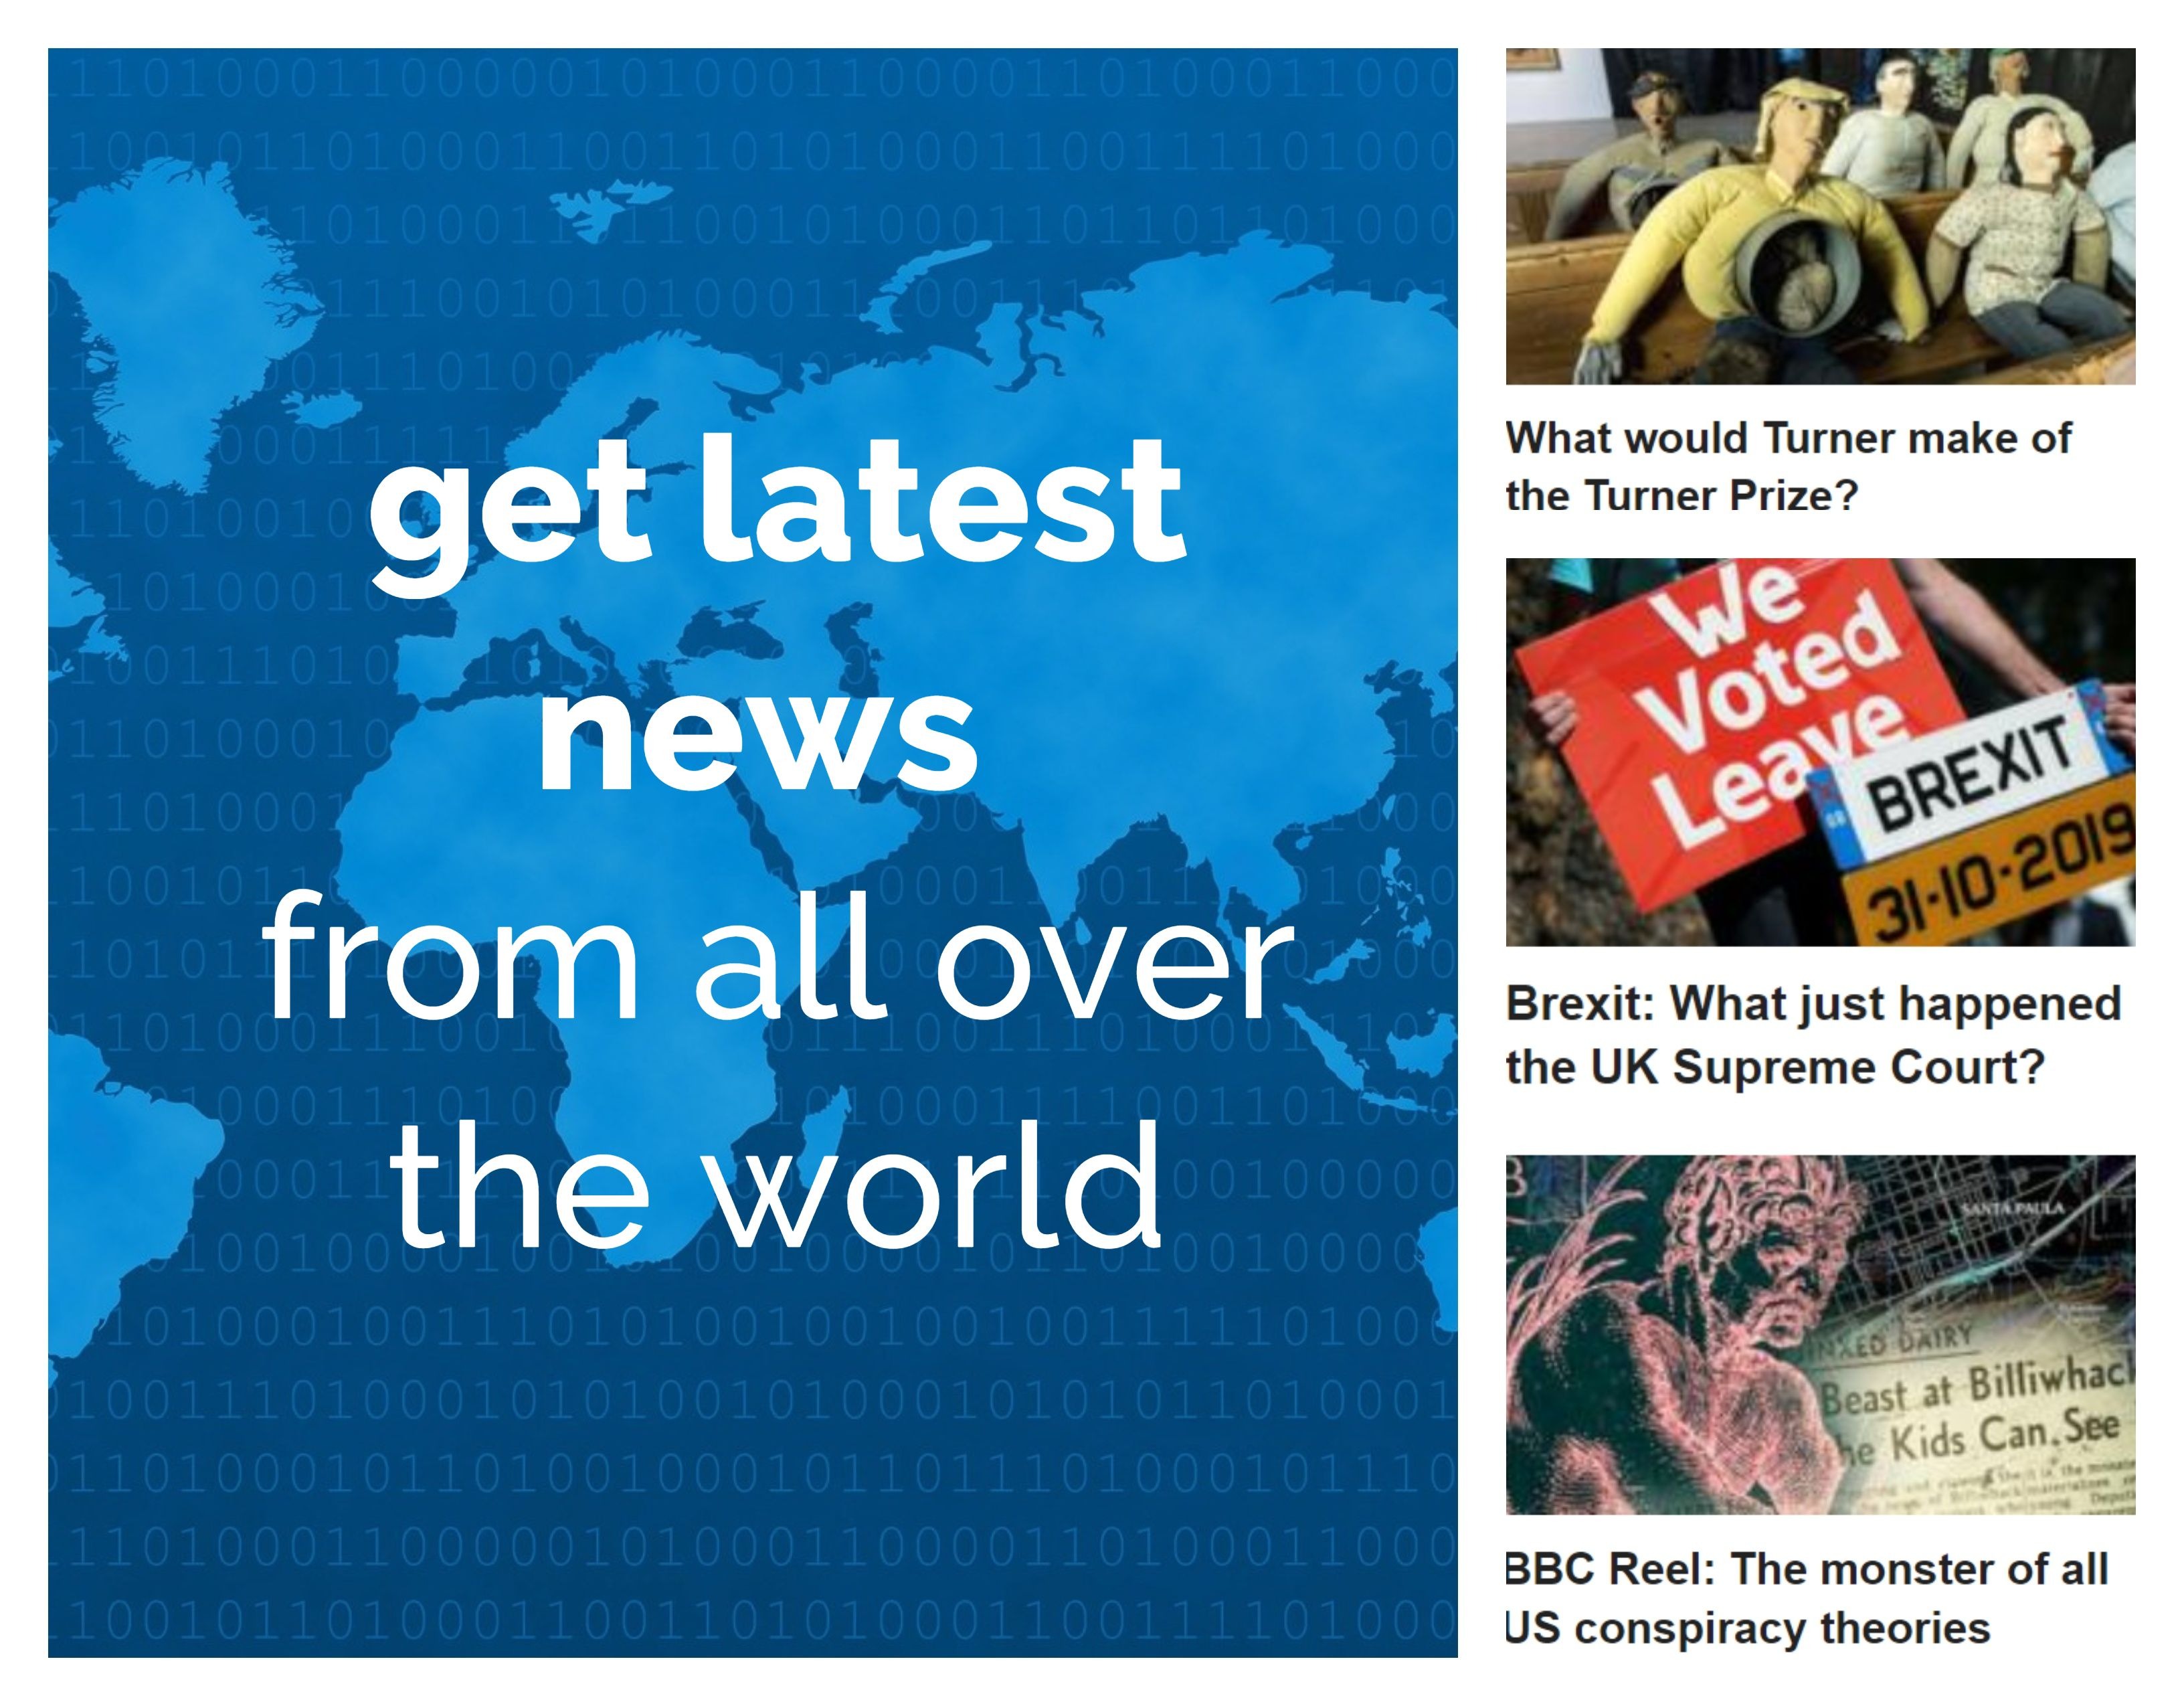 get latest
news
from all over
the world
What would Turner make of
the Turner Prize?
We
Voted
Leave
BREXIT
31-10-2019
Brexit: What just happened
the UK Supreme Court?
SANTA PAULA
DAIRY
Beast at Billiwhack
he Kids Can See
BBC Reel: The monster of all
US conspiracy theories